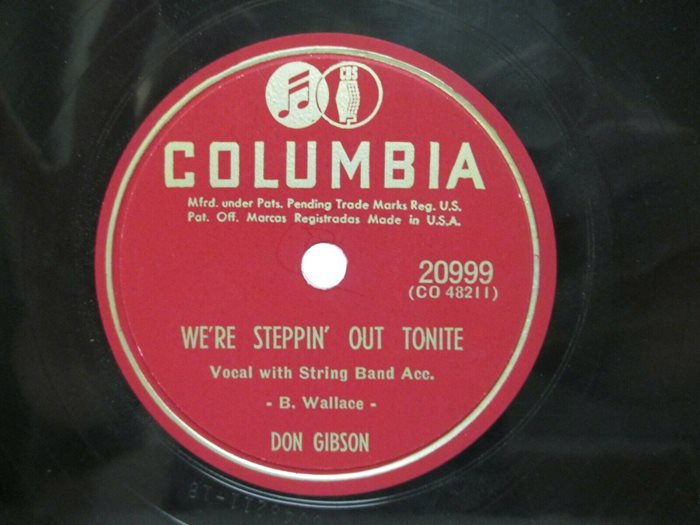 CBS
COLUMBIA
Mfrd. under Pats. Pending Trade Marks Reg. U.S.
Pat. Off. Marcas Registradas Made in U.S.A.
20999
(CO 48211)
WE'RE STEPPIN' OUT TONITE
Vocal with String Band Acc.
- B. Wallace -
DON GIBSON